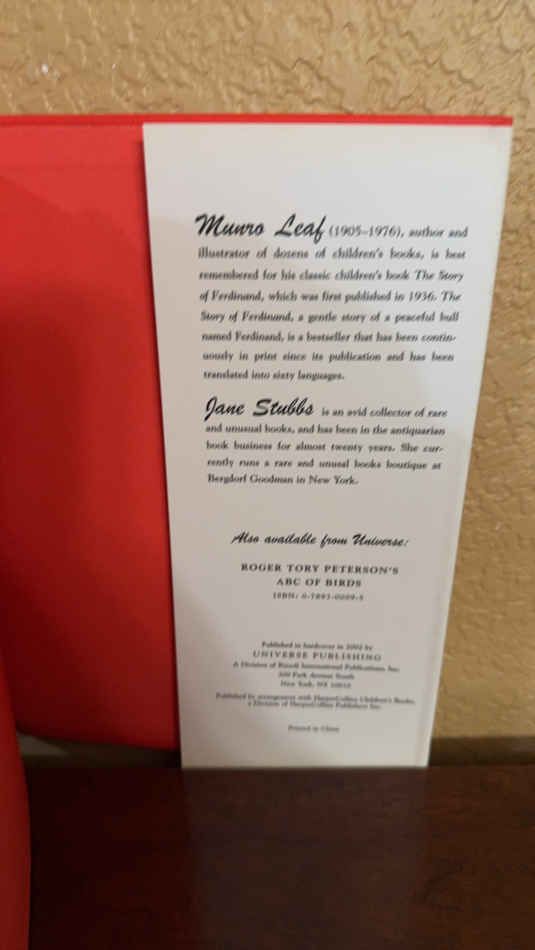 Munro Leaf (1905–1976), author and
illustrator of dozens of children's books, is best
remembered for his classic children's book The Story
of Ferdinand, which was first published in 1936. The
Story of Ferdinand, a gentle story of a peaceful bull
named Ferdinand, is a bestseller that has been contin-
uously in print since its publication and has been
translated into sixty languages.
Jane Stubbs is an avid collector of rare
and unusual books, and has been in the antiquarian
book business for almost twenty years. She cur-
rently runs a rare and unusal books boutique at
Bergdorf Goodman in New York.
Also available from Universe:
ROGER TORY PETERSON'S
ABC OF BIRDS
ISBN: 0-7893-0009-5
Published in hardcover in 2002 by
UNIVERSE PUBLISHING
A Division of Rizzoli International Publications, Inc.
300 Park Avenue South
New York, NY 10010
Published by arrangement with HarperCollins Children's Books,
a Division of HarperCollins Publishers Inc.
Printed in China